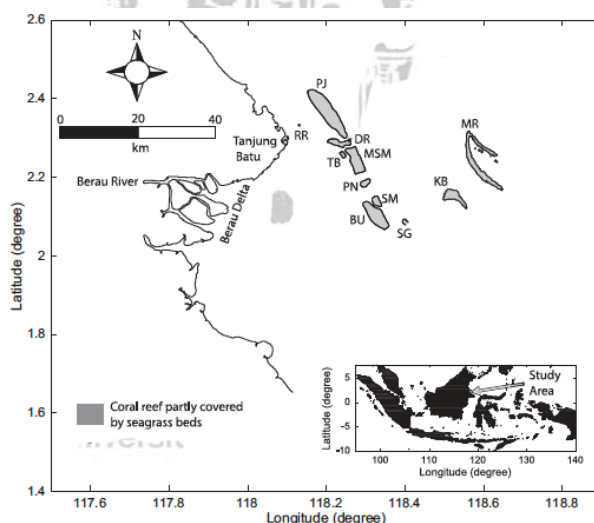 2.6
2.4
2.2
2
1.8
1.6
1.4
Latitude (degree)
N
0 20 40 60
km
PJ
RR
DR
Tanjung
Batu
TB
MSM
MR
Berau River
PN
SM
KB
BU
SG
Berau Delta
Coral reef partly covered
by seagrass beds
Study
Area
5
0
-5
-10
Latitude (degree)
100 110 120 130 140
Longitude (degree)
117.6 117.8 118 118.2 118.4 118.6 118.8
Longitude (degree)